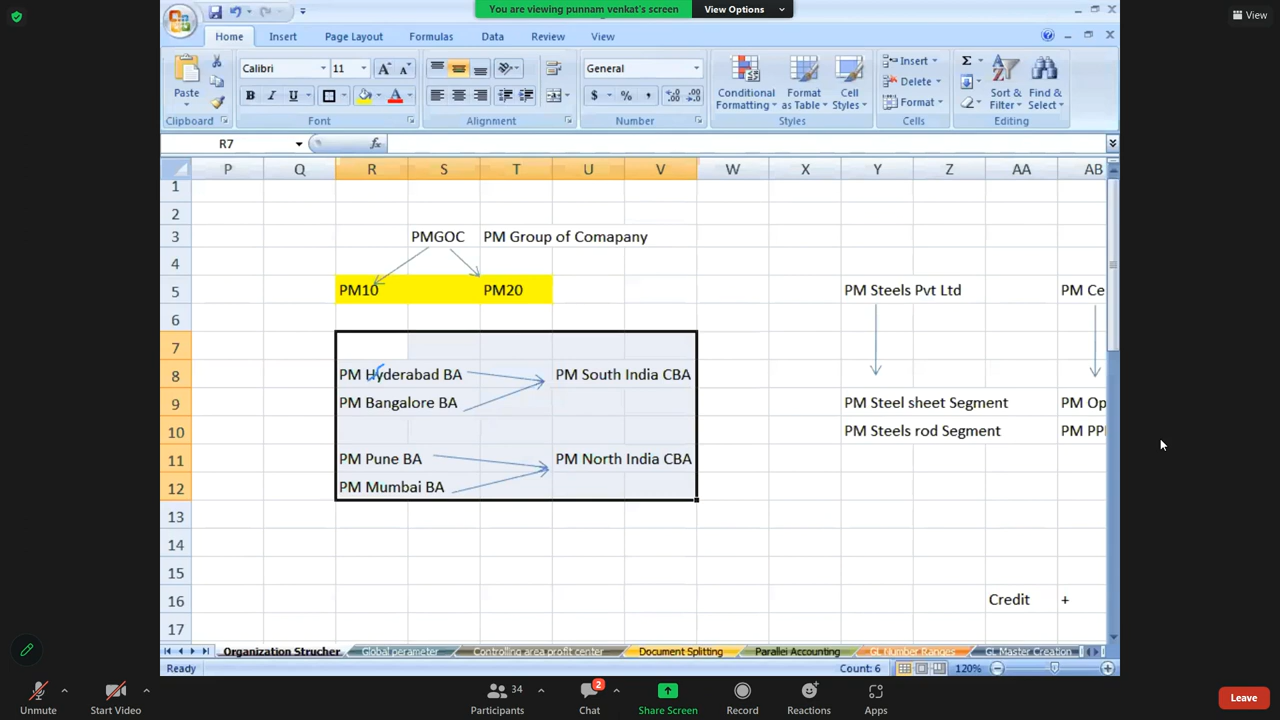 You are viewing punnam venkat's screen
View Options
View
Home Insert Page Layout Formulas Data Review View
Paste
Calibri 11
B I U
General
$ % ,
Conditional Formatting
Format as Table
Cell Styles
Insert
Delete
Format
Σ
Sort & Filter
Find & Select
Clipboard Font Alignment Number Styles Cells Editing
R7 fx
P Q R S T U V W X Y Z AA AB
1
2
3 PMGOC PM Group of Comapany
4
5 PM10 PM20 PM Steels Pvt Ltd PM Ce
6
7
8 PM Hyderabad BA PM South India CBA
9 PM Bangalore BA PM Steel sheet Segment PM Op
10 PM Steels rod Segment PM PP
11 PM Pune BA PM North India CBA
12 PM Mumbai BA
13
14
15
16 Credit +
17
Organization Strucher Global perameter Controlling area profit center Document Splitting Parallel Accounting GL Number Ranges GL Master Creation
Ready Count: 6 120%
34 2
Unmute Start Video Participants Chat Share Screen Record Reactions Apps Leave